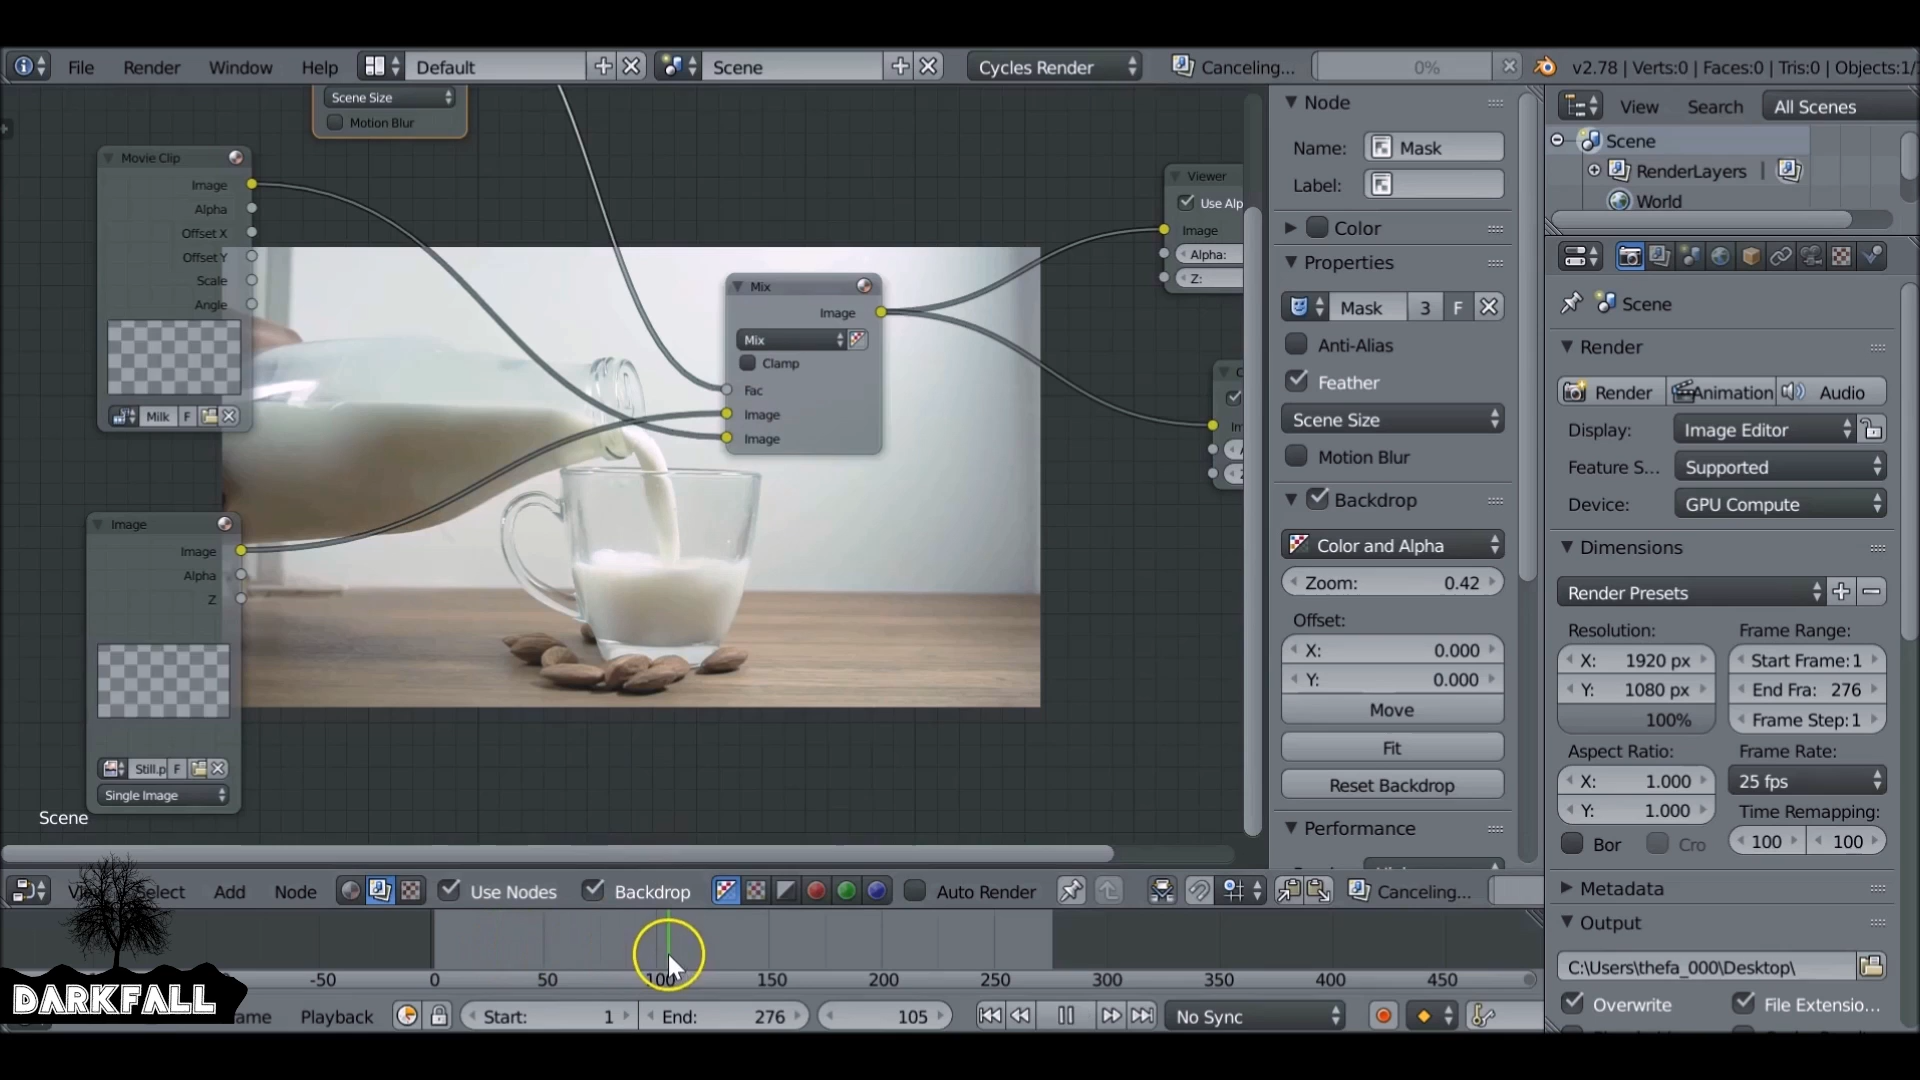 File Render Window Help Default Scene Cycles Render Canceling... 0% v2.78 | Verts:0 | Faces:0 | Tris:0 | Objects:1/
Scene Size
Motion Blur
Movie Clip
Image
Alpha
Offset X
Offset Y
Scale
Angle
Milk F
Image
Image
Alpha
Z
Still.p F
Single Image
Scene
Mix
Image
Mix
Clamp
Fac
Image
Image
Viewer
Use Alp
Image
Alpha:
Z:
Node
Name: Mask
Label:
Color
Properties
Mask 3 F
Anti-Alias
Feather
Scene Size
Motion Blur
Backdrop
Color and Alpha
Zoom: 0.42
Offset:
X: 0.000
Y: 0.000
Move
Fit
Reset Backdrop
Performance
View Search All Scenes
Scene
RenderLayers
World
Scene
Render
Render Animation Audio
Display: Image Editor
Feature S... Supported
Device: GPU Compute
Dimensions
Render Presets
Resolution: Frame Range:
X: 1920 px Start Frame:1
Y: 1080 px End Fra: 276
100% Frame Step:1
Aspect Ratio: Frame Rate:
X: 1.000 25 fps
Y: 1.000 Time Remapping:
Bor Cro 100 100
Metadata
Output
C:\Users\thefa_000\Desktop\
Overwrite File Extensio...
Select Add Node Use Nodes Backdrop Auto Render Canceling...
-50 0 50 100 150 200 250 300 350 400 450
DARKFALL
ame Playback Start: 1 End: 276 105 No Sync